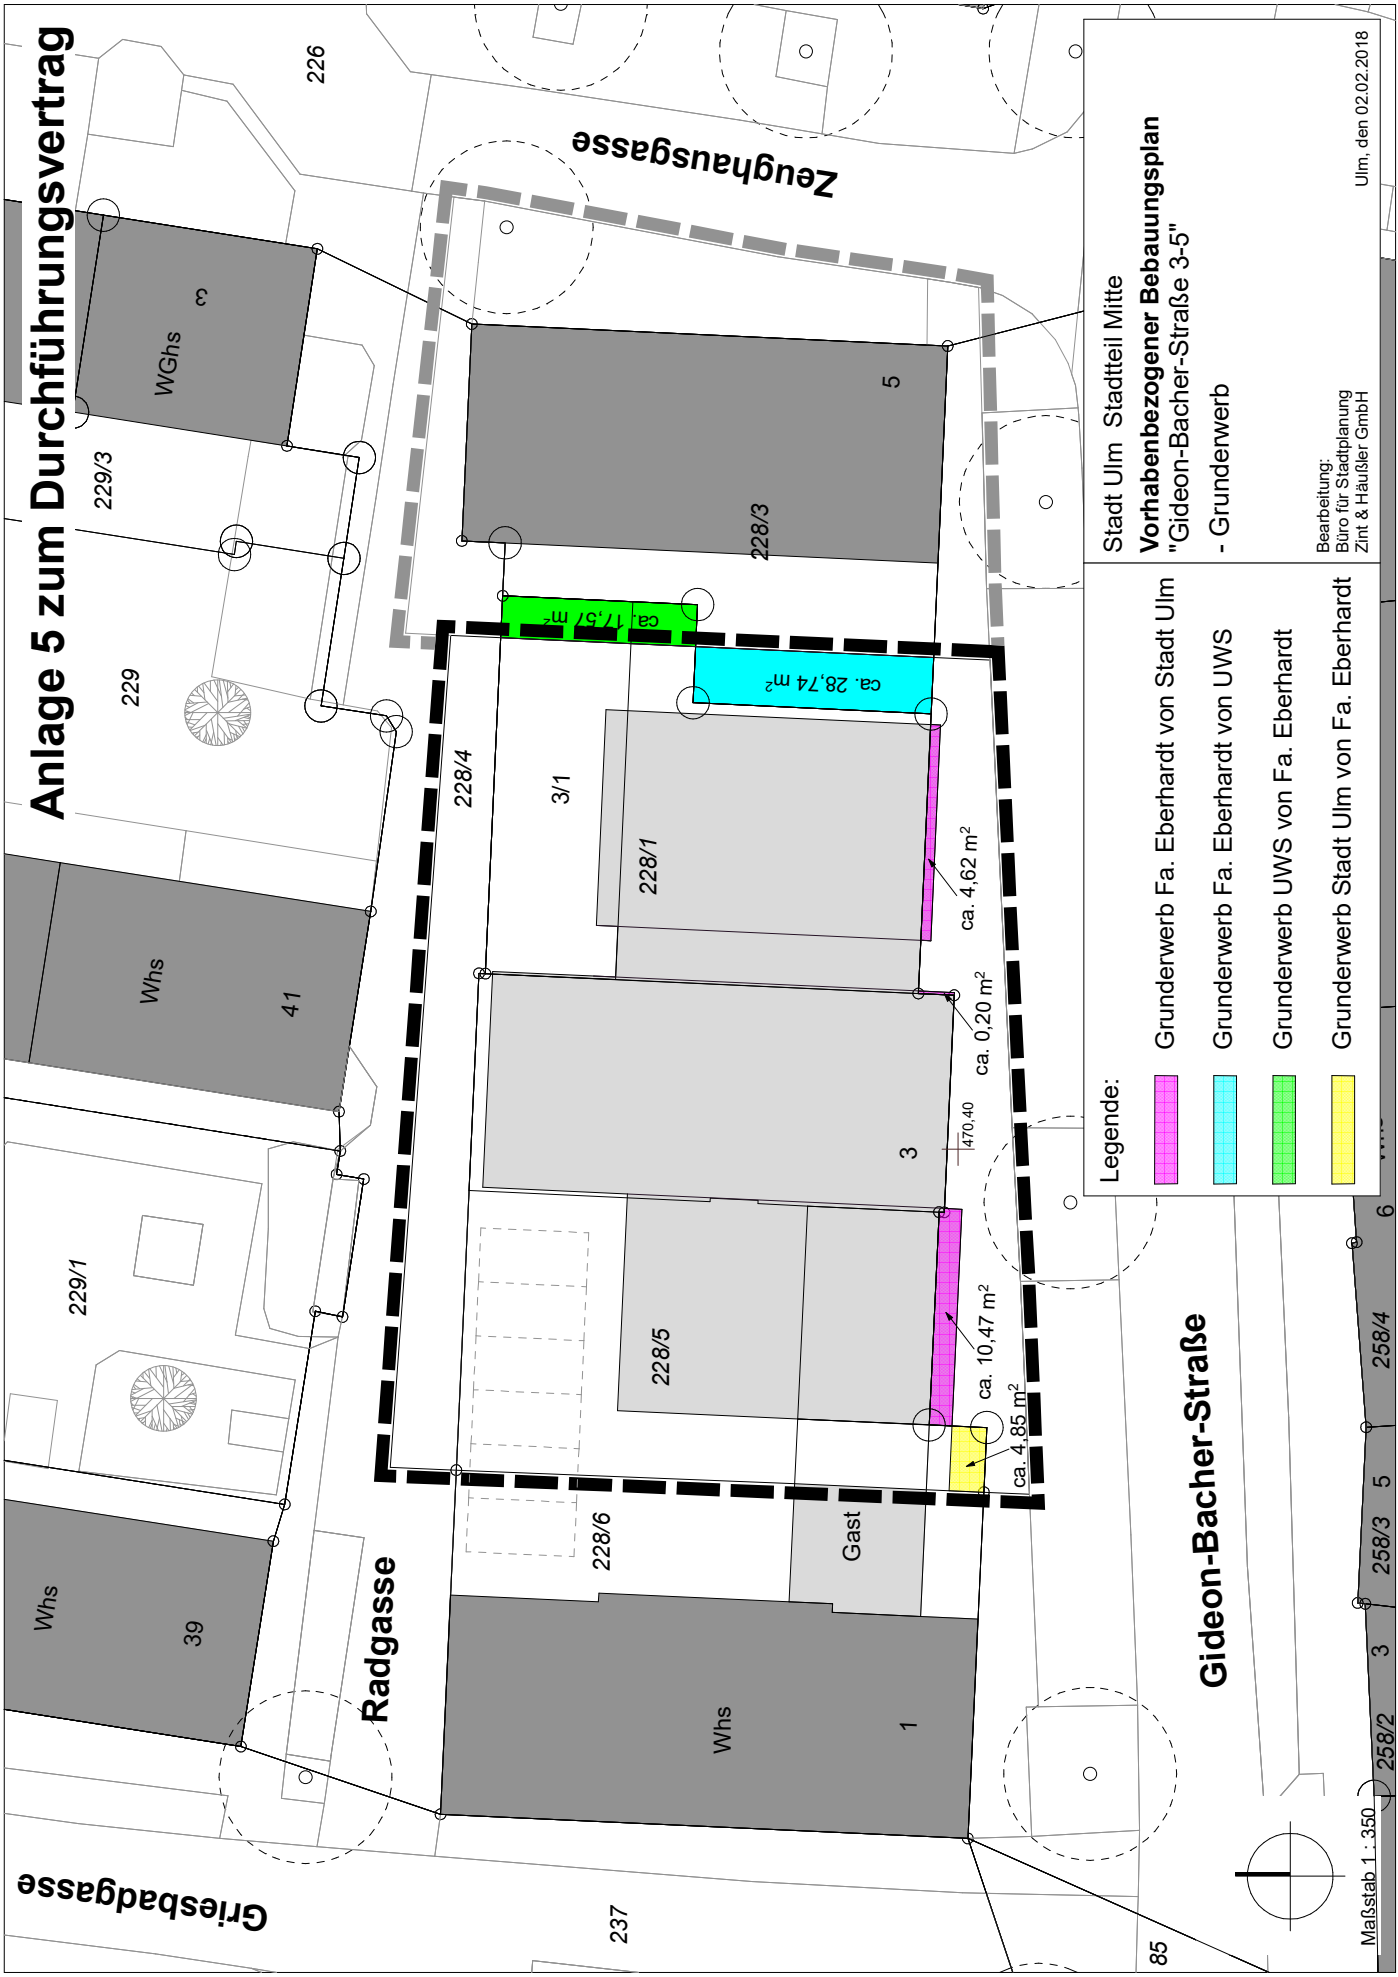 Anlage 5 zum Durchführungsvertrag
226
Zeughausgasse
3
WGhs
229/3
229
5
228/3
ca. 17,57 m²
ca. 28,74 m²
228/4
3/1
228/1
ca. 4,62 m²
ca. 0,20 m²
Whs
41
3
470,40
229/1
228/5
ca. 10,47 m²
ca. 4,85 m²
Whs
39
Radgasse
228/6
Gast
Whs
1
Gideon-Bacher-Straße
Griesbadgasse
237
85
6
258/4
5
258/3
3
258/2
Maßstab 1 : 350
Stadt Ulm Stadtteil Mitte
Vorhabenbezogener Bebauungsplan
"Gideon-Bacher-Straße 3-5"
- Grunderwerb
Bearbeitung:
Büro für Stadtplanung
Zint & Häußler GmbH
Ulm, den 02.02.2018
Legende:
Grunderwerb Fa. Eberhardt von Stadt Ulm
Grunderwerb Fa. Eberhardt von UWS
Grunderwerb UWS von Fa. Eberhardt
Grunderwerb Stadt Ulm von Fa. Eberhardt